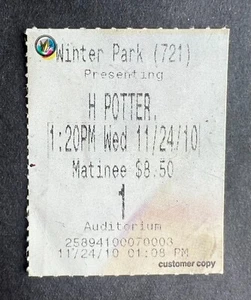 Winter Park (721)
Presenting
H POTTER.
1:20PM Wed 11/24/10
Matinee $8.50
1
Auditorium
25894100070003
11/24/10 01:08 PM
customer copy